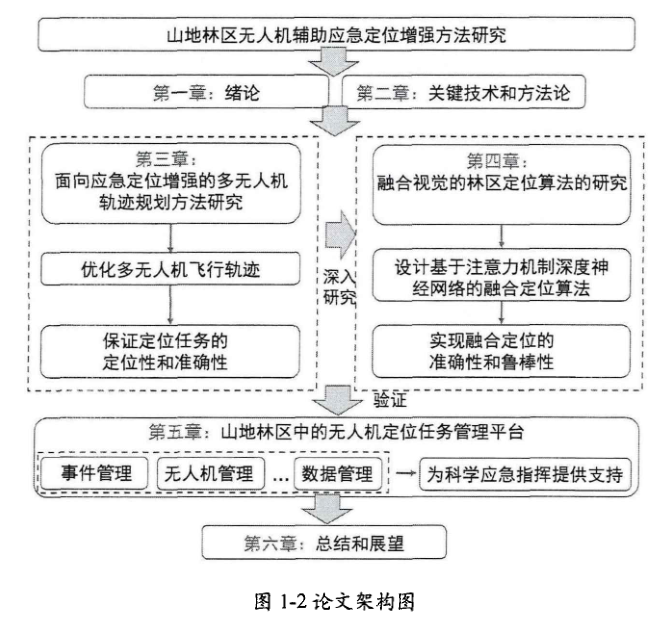 山地林区无人机辅助应急定位增强方法研究
第一章：绪论
第二章：关键技术和方法论
第三章：
面向应急定位增强的多无人机
轨迹规划方法研究
优化多无人机飞行轨迹
保证定位任务的
定位性和准确性
深入
研究
第四章：
融合视觉的林区定位算法的研究
设计基于注意力机制深度神
经网络的融合定位算法
实现融合定位的
准确性和鲁棒性
验证
第五章：山地林区中的无人机定位任务管理平台
事件管理
无人机管理
...
数据管理
为科学应急指挥提供支持
第六章：总结和展望
图 1-2 论文架构图